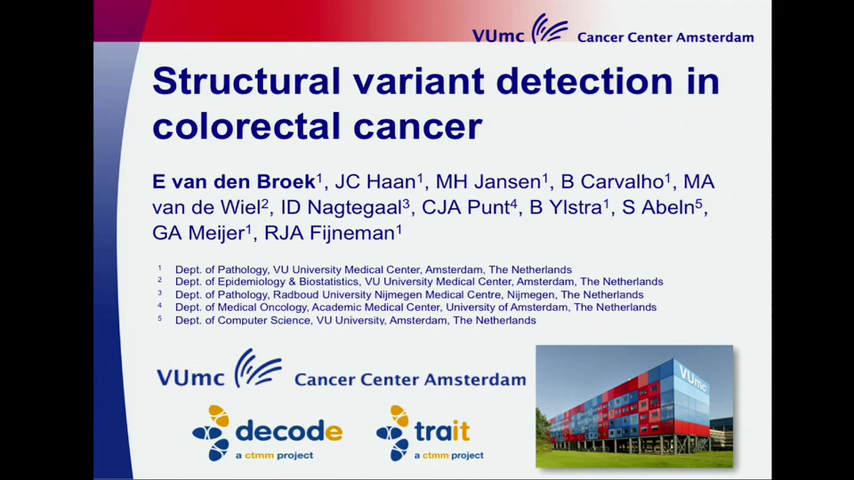 VUmc Cancer Center Amsterdam
Structural variant detection in
colorectal cancer
E van den Broek¹, JC Haan¹, MH Jansen¹, B Carvalho¹, MA
van de Wiel², ID Nagtegaal³, CJA Punt⁴, B Ylstra¹, S Abeln⁵,
GA Meijer¹, RJA Fijneman¹
¹ Dept. of Pathology, VU University Medical Center, Amsterdam, The Netherlands
² Dept. of Epidemiology & Biostatistics, VU University Medical Center, Amsterdam, The Netherlands
³ Dept. of Pathology, Radboud University Nijmegen Medical Centre, Nijmegen, The Netherlands
⁴ Dept. of Medical Oncology, Academic Medical Center, University of Amsterdam, The Netherlands
⁵ Dept. of Computer Science, VU University, Amsterdam, The Netherlands
VUmc Cancer Center Amsterdam
VUmc
decode trait
a ctmm project a ctmm project